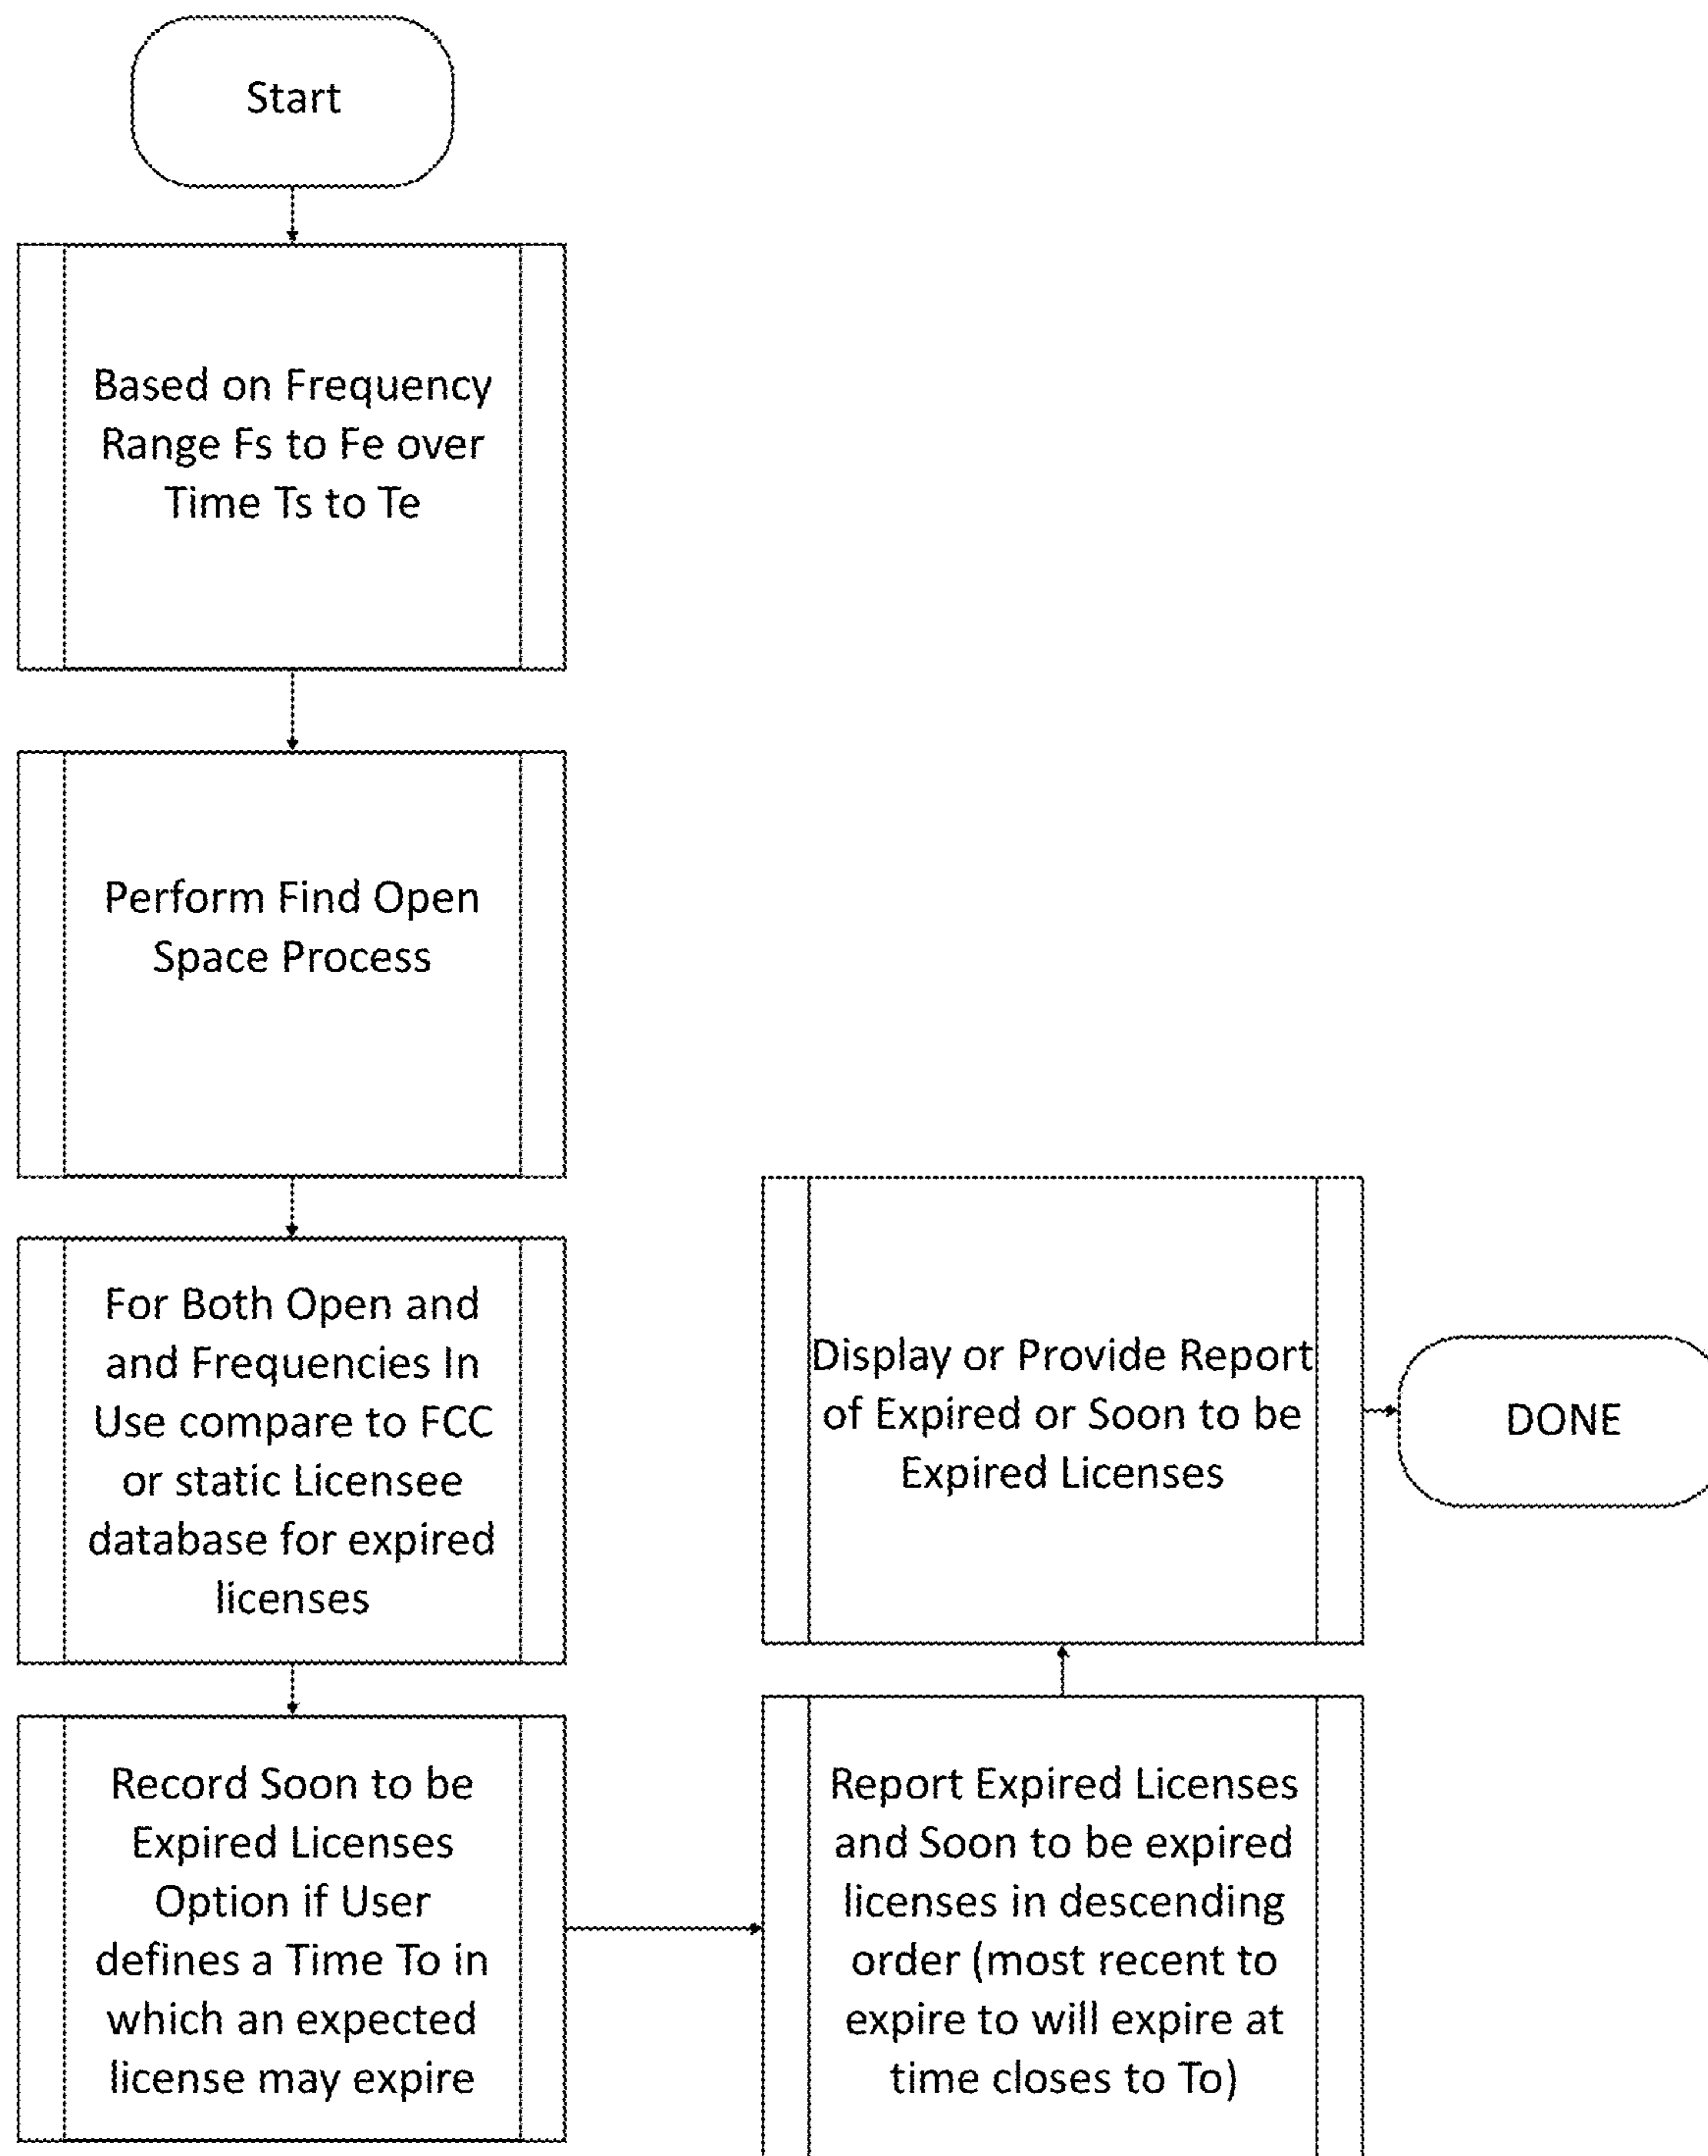 Start
Based on Frequency
Range Fs to Fe over
Time Ts to Te
Perform Find Open
Space Process
For Both Open and
and Frequencies In
Use compare to FCC
or static Licensee
database for expired
licenses
Record Soon to be
Expired Licenses
Option if User
defines a Time To in
which an expected
license may expire
Report Expired Licenses
and Soon to be expired
licenses in descending
order (most recent to
expire to will expire at
time closes to To)
Display or Provide Report
of Expired or Soon to be
Expired Licenses
DONE